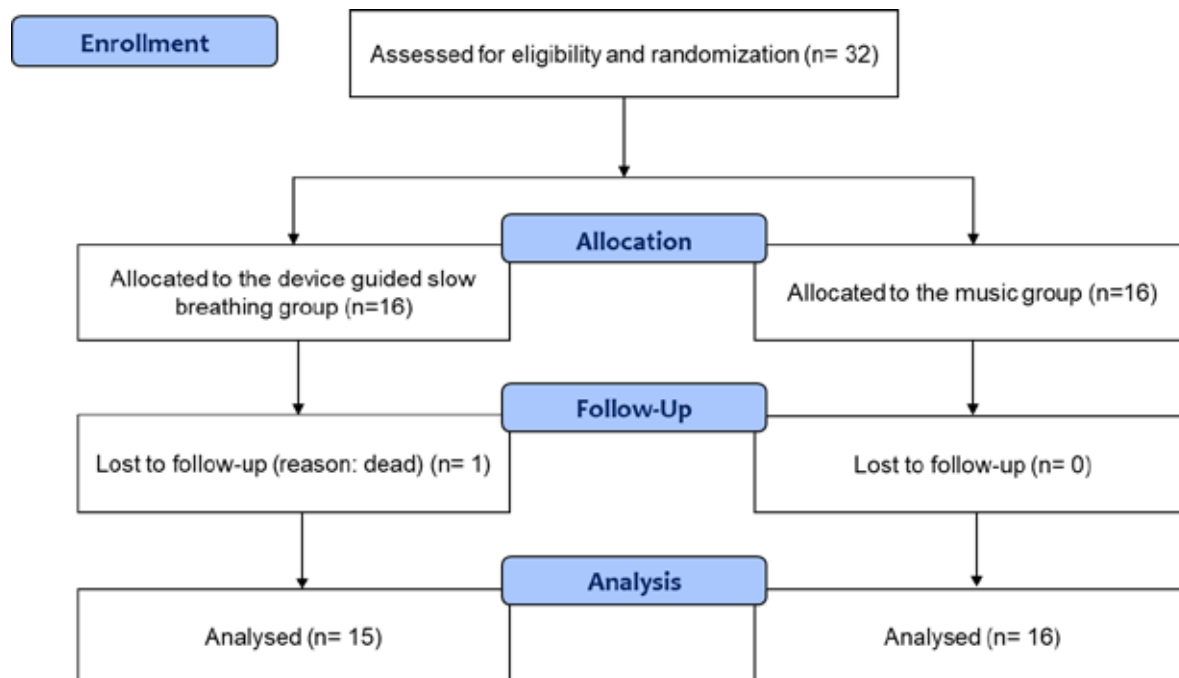 Enrollment
Assessed for eligibility and randomization (n= 32)
Allocation
Allocated to the device guided slow
breathing group (n=16)
Allocated to the music group (n=16)
Follow-Up
Lost to follow-up (reason: dead) (n= 1)
Lost to follow-up (n= 0)
Analysis
Analysed (n= 15)
Analysed (n= 16)